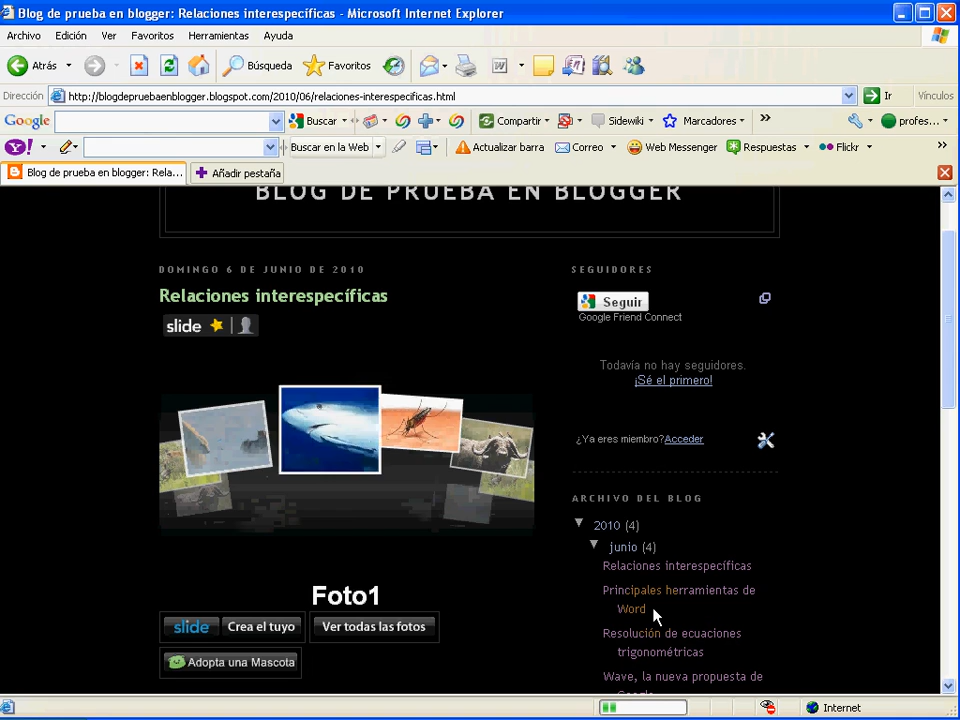 Blog de prueba en blogger: Relaciones interespecíficas - Microsoft Internet Explorer
Archivo Edición Ver Favoritos Herramientas Ayuda
Atrás Búsqueda Favoritos
Dirección http://blogdepruebaenblogger.blogspot.com/2010/06/relaciones-interespecificas.html Ir Vínculos
Google Buscar Compartir Sidewiki Marcadores » profes...
Y! Buscar en la Web Actualizar barra Correo Web Messenger Respuestas Flickr »
Blog de prueba en blogger: Rela... Añadir pestaña
BLOG DE PRUEBA EN BLOGGER
DOMINGO 6 DE JUNIO DE 2010
Relaciones interespecíficas
slide
Foto1
slide Crea el tuyo Ver todas las fotos
Adopta una Mascota
SEGUIDORES
Seguir
Google Friend Connect
Todavía no hay seguidores.
¡Sé el primero!
¿Ya eres miembro?Acceder
ARCHIVO DEL BLOG
▼ 2010 (4)
▼ junio (4)
Relaciones interespecíficas
Principales herramientas de
Word
Resolución de ecuaciones
trigonométricas
Wave, la nueva propuesta de
Google
Internet